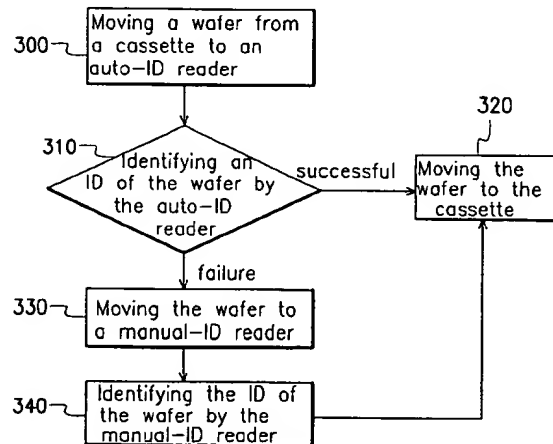 300
Moving a wafer from
a cassette to an
auto-ID reader
310
Identifying an
ID of the wafer by
the auto-ID
reader
successful
320
Moving the
wafer to the
cassette
failure
330
Moving the wafer to
a manual-ID reader
340
Identifying the ID of
the wafer by the
manual-ID reader